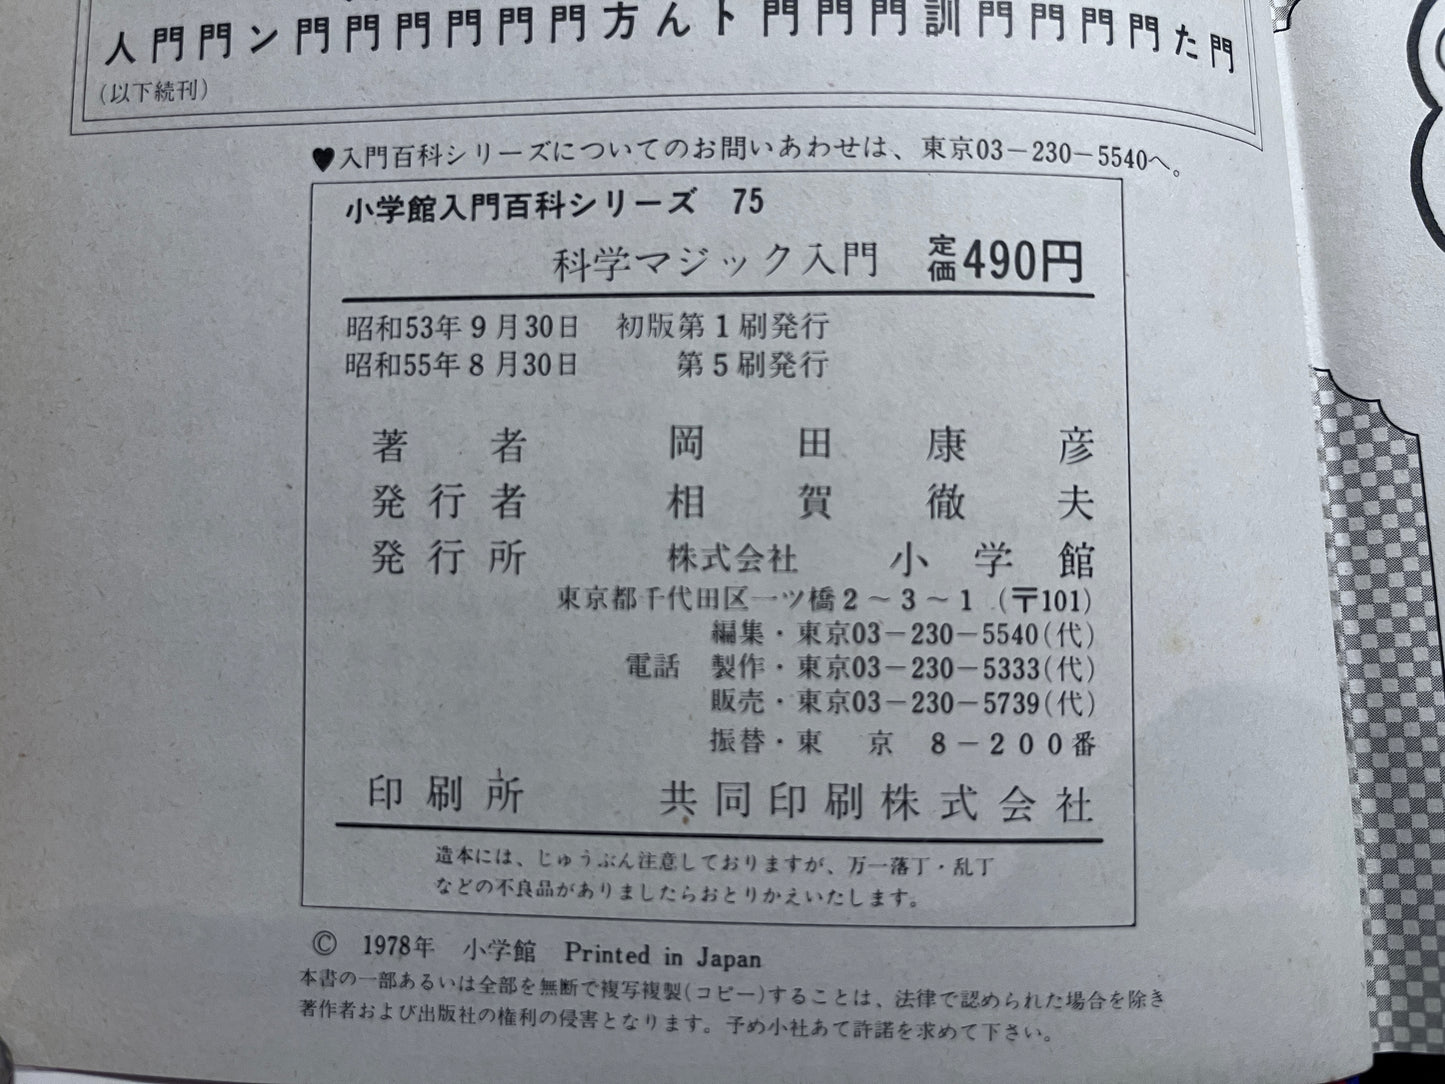 人門門ン門門門門門門方んト門門門訓門門門門た門
(以下続刊)
♥入門百科シリーズについてのお問いあわせは、東京03－230－5540へ。
小学館入門百科シリーズ 75
科学マジック入門 定価490円
昭和53年9月30日 初版第1刷発行
昭和55年8月30日 第5刷発行
著者 岡田康彦
発行者 相賀徹夫
発行所 株式会社 小学館
東京都千代田区一ツ橋2～3～1 (〒101)
編集・東京03－230－5540(代)
電話 製作・東京03－230－5333(代)
販売・東京03－230－5739(代)
振替・東京 8－200番
印刷所 共同印刷株式会社
造本には、じゅうぶん注意しておりますが、万一落丁・乱丁
などの不良品がありましたらおとりかえいたします。
© 1978年 小学館 Printed in Japan
本書の一部あるいは全部を無断で複写複製(コピー)することは、法律で認められた場合を除き
著作者および出版社の権利の侵害となります。予め小社あて許諾を求めて下さい。